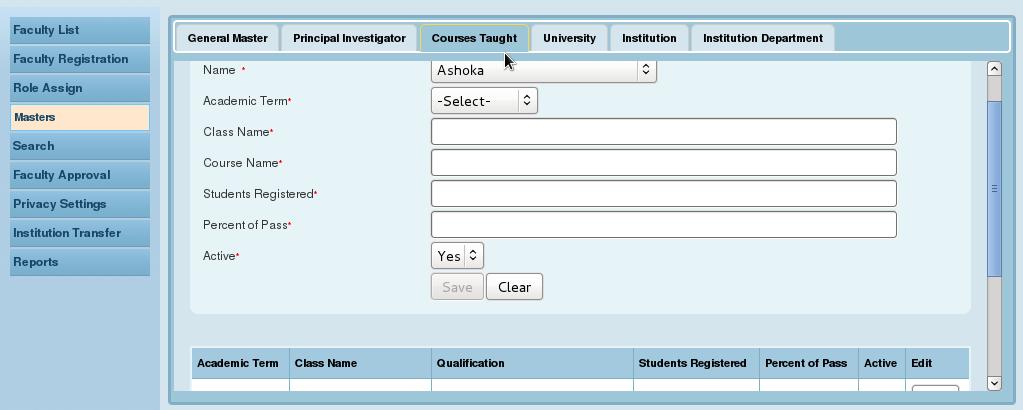 Faculty List
Faculty Registration
Role Assign
Masters
Search
Faculty Approval
Privacy Settings
Institution Transfer
Reports
General Master Principal Investigator Courses Taught University Institution Institution Department
Name * Ashoka
Academic Term* -Select-
Class Name*
Course Name*
Students Registered*
Percent of Pass*
Active* Yes
Save Clear
Academic Term Class Name Qualification Students Registered Percent of Pass Active Edit